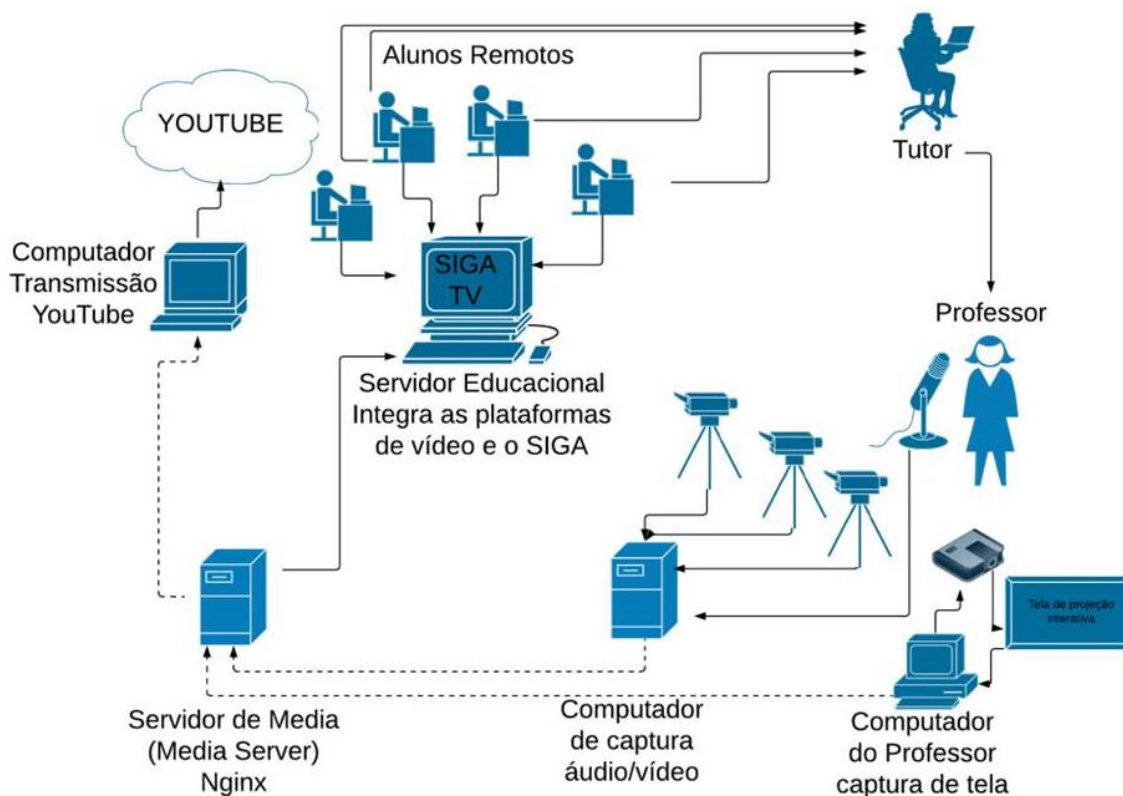 Alunos Remotos
YOUTUBE
Tutor
Computador
Transmissão
YouTube
SIGA
TV
Professor
Servidor Educacional
Integra as plataformas
de vídeo e o SIGA
Tela de projeção
interativa
Servidor de Media
(Media Server)
Nginx
Computador
de captura
áudio/vídeo
Computador
do Professor
captura de tela